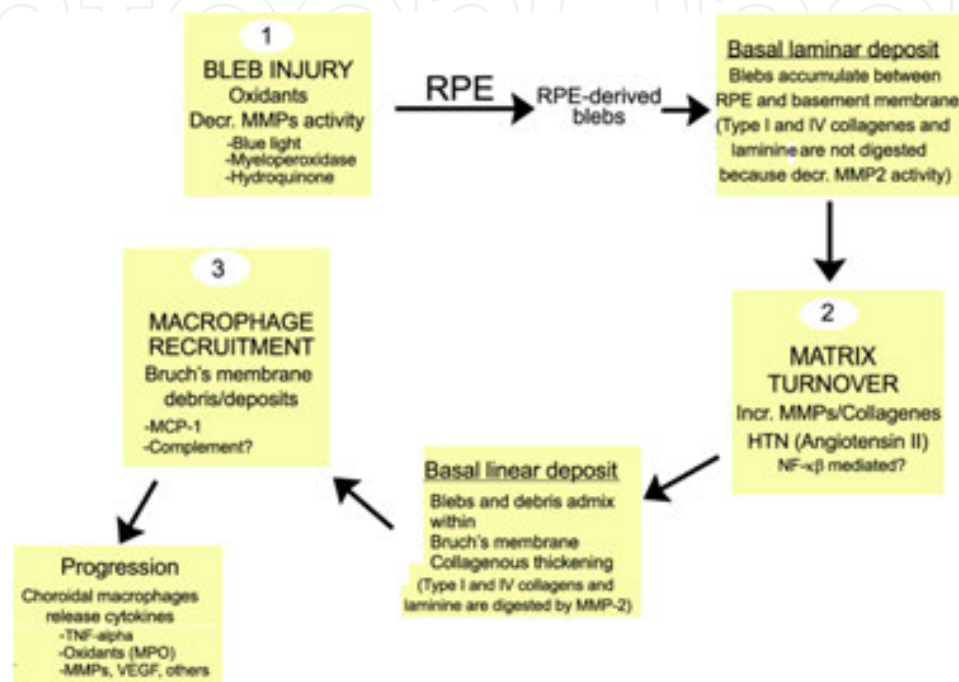 1
BLEB INJURY
Oxidants
Decr. MMPs activity
-Blue light
-Myeloperoxidase
-Hydroquinone
RPE
RPE-derived
blebs
Basal laminar deposit
Blebs accumulate between
RPE and basement membrane
(Type I and IV collagenes and
laminine are not digested
because decr. MMP2 activity)
2
MATRIX
TURNOVER
Incr. MMPs/Collagenes
HTN (Angiotensin II)
NF-κβ mediated?
Basal linear deposit
Blebs and debris admix
within
Bruch's membrane
Collagenous thickening
(Type I and IV collagens and
laminine are digested by MMP-2)
3
MACROPHAGE
RECRUITMENT
Bruch's membrane
debris/deposits
-MCP-1
-Complement?
Progression
Choroidal macrophages
release cytokines
-TNF-alpha
-Oxidants (MPO)
-MMPs, VEGF, others